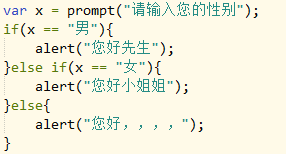 var x = prompt("请输入您的性别");
if(x == "男"){
    alert("您好先生");
}else if(x == "女"){
    alert("您好小姐姐");
}else{
    alert("您好，，，，");
}